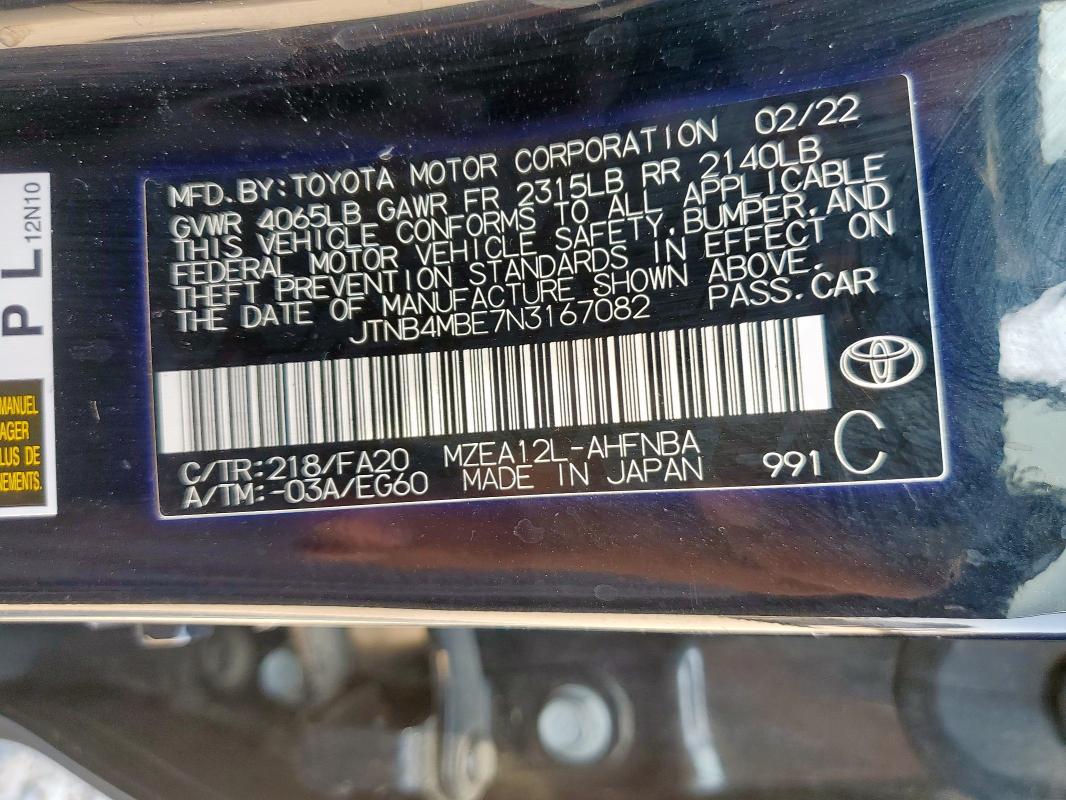 MFD.BY:TOYOTA MOTOR CORPORATION 02/22
GVWR 4065LB GAWR FR 2315LB RR 2140LB
THIS VEHICLE CONFORMS TO ALL APPLICABLE
FEDERAL MOTOR VEHICLE SAFETY,BUMPER,AND
THEFT PREVENTION STANDARDS IN EFFECT ON
THE DATE OF MANUFACTURE SHOWN ABOVE.
JTNB4MBE7N3167082 PASS.CAR
C/TR:218/FA20 MZEA12L-AHFNBA
A/TM:-03A/EG60 MADE IN JAPAN 991 C
P L 12N10
MANUEL
AGER
LUS DE
NEMENTS.